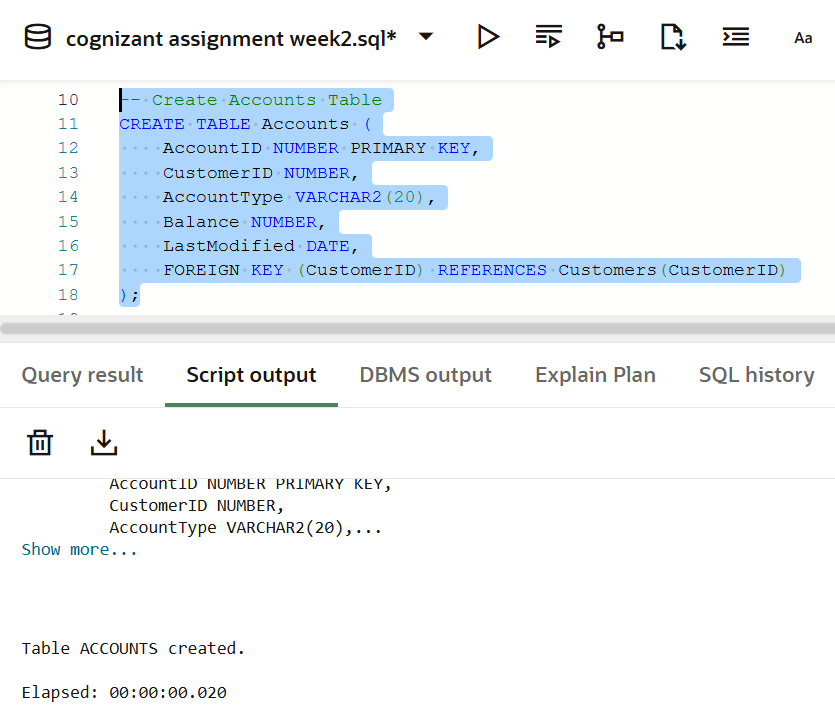 cognizant assignment week2.sql*
Aa
10 -- Create Accounts Table
11 CREATE TABLE Accounts (
12 AccountID NUMBER PRIMARY KEY,
13 CustomerID NUMBER,
14 AccountType VARCHAR2(20),
15 Balance NUMBER,
16 LastModified DATE,
17 FOREIGN KEY (CustomerID) REFERENCES Customers(CustomerID)
18 );
Query result Script output DBMS output Explain Plan SQL history
AccountID NUMBER PRIMARY KEY,
CustomerID NUMBER,
AccountType VARCHAR2(20),...
Show more...
Table ACCOUNTS created.
Elapsed: 00:00:00.020